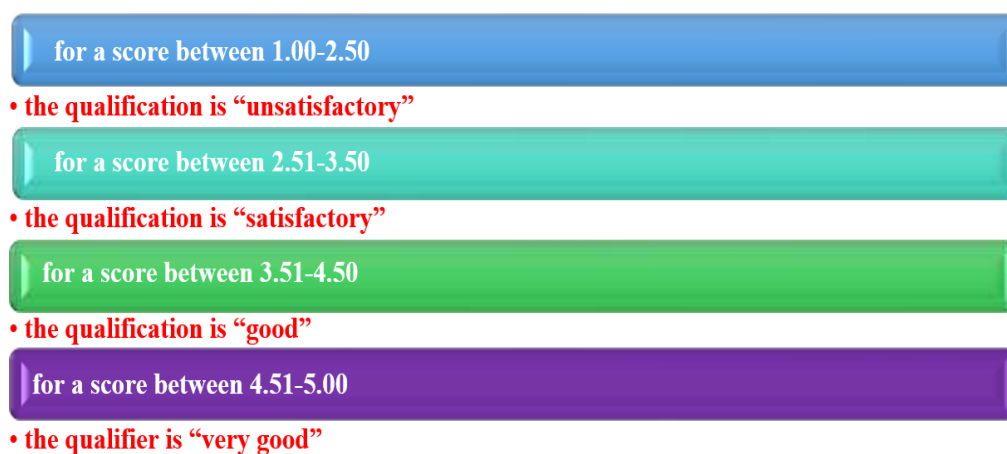 for a score between 1.00-2.50
• the qualification is “unsatisfactory”
for a score between 2.51-3.50
• the qualification is “satisfactory”
for a score between 3.51-4.50
• the qualification is “good”
for a score between 4.51-5.00
• the qualifier is “very good”